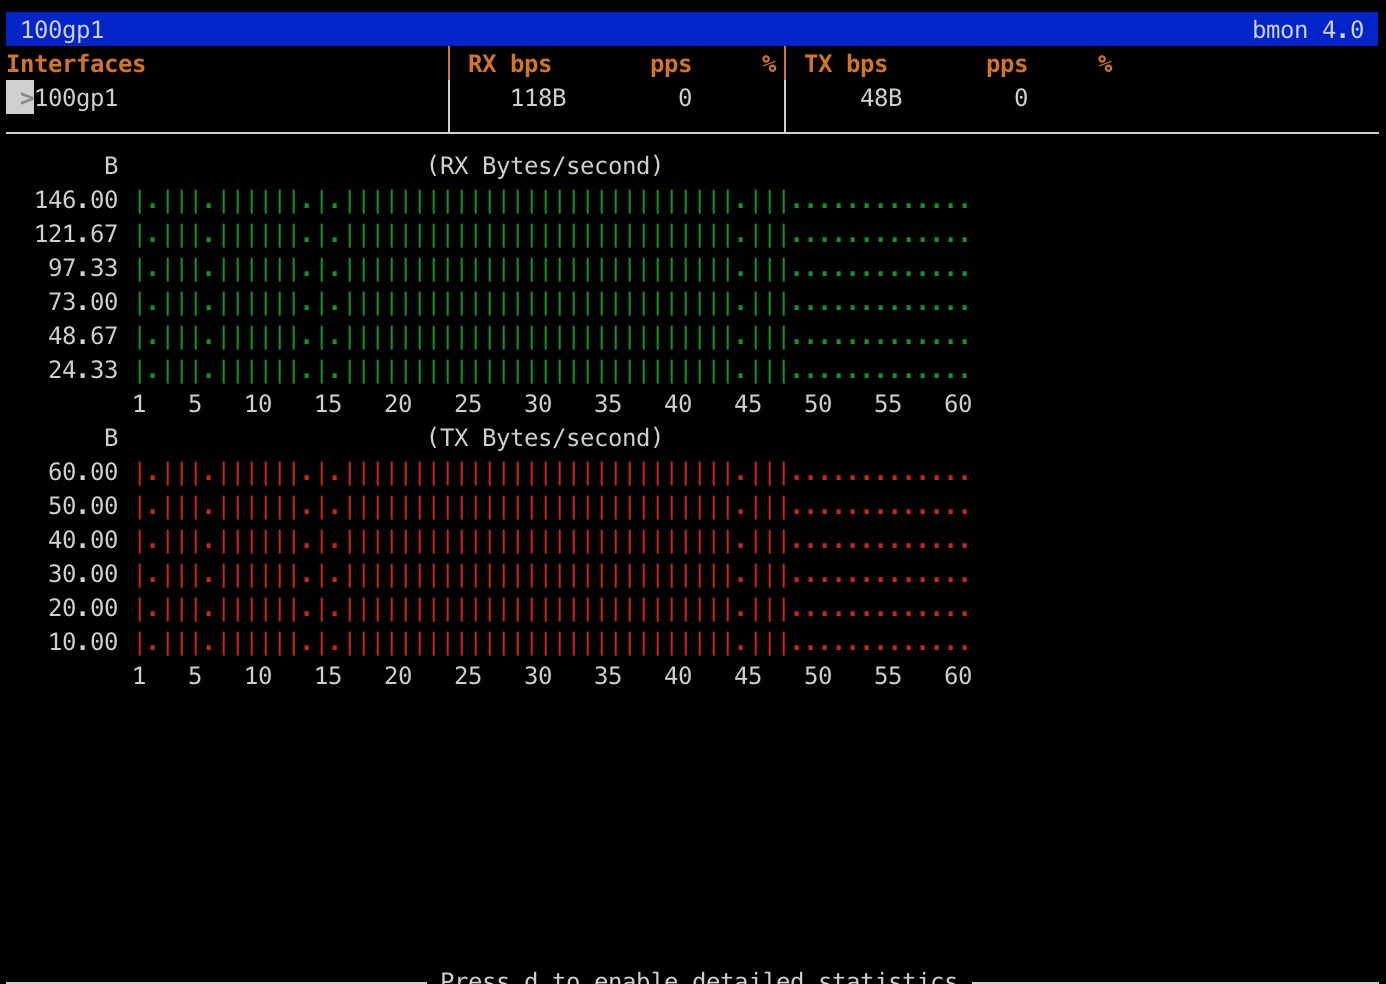 100gp1 bmon 4.0
Interfaces RX bps pps % TX bps pps %
>100gp1 118B 0 48B 0
B (RX Bytes/second)
146.00 |.|||.||||||.|.||||||||||||||||||||||||||||.|||.............
121.67 |.|||.||||||.|.||||||||||||||||||||||||||||.|||.............
97.33 |.|||.||||||.|.||||||||||||||||||||||||||||.|||.............
73.00 |.|||.||||||.|.||||||||||||||||||||||||||||.|||.............
48.67 |.|||.||||||.|.||||||||||||||||||||||||||||.|||.............
24.33 |.|||.||||||.|.||||||||||||||||||||||||||||.|||.............
1 5 10 15 20 25 30 35 40 45 50 55 60
B (TX Bytes/second)
60.00 |.|||.||||||.|.||||||||||||||||||||||||||||.|||.............
50.00 |.|||.||||||.|.||||||||||||||||||||||||||||.|||.............
40.00 |.|||.||||||.|.||||||||||||||||||||||||||||.|||.............
30.00 |.|||.||||||.|.||||||||||||||||||||||||||||.|||.............
20.00 |.|||.||||||.|.||||||||||||||||||||||||||||.|||.............
10.00 |.|||.||||||.|.||||||||||||||||||||||||||||.|||.............
1 5 10 15 20 25 30 35 40 45 50 55 60
Press d to enable detailed statistics